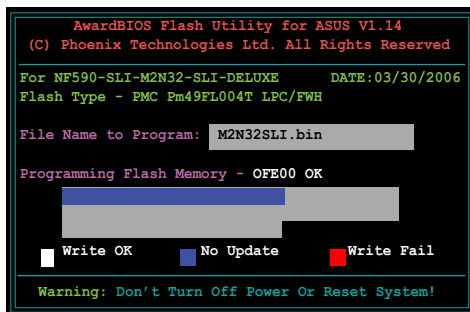 AwardBIOS Flash Utility for ASUS V1.14
(C) Phoenix Technologies Ltd. All Rights Reserved
For NF590-SLI-M2N32-SLI-DELUXE DATE:03/30/2006
Flash Type - PMC Pm49FL004T LPC/FWH
File Name to Program: M2N32SLI.bin
Programming Flash Memory - OFE00 OK
Write OK No Update Write Fail
Warning: Don't Turn Off Power Or Reset System!